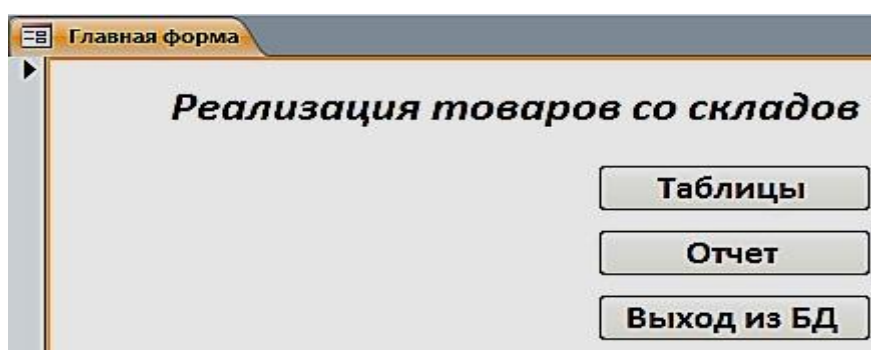 Главная форма
Реализация товаров со складов
Таблицы
Отчет
Выход из БД